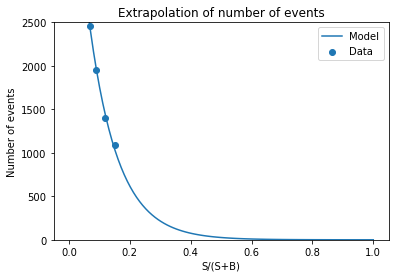 Extrapolation of number of events
Model
Data
Number of events
2500
2000
1500
1000
500
0
0.0 0.2 0.4 0.6 0.8 1.0
S/(S+B)